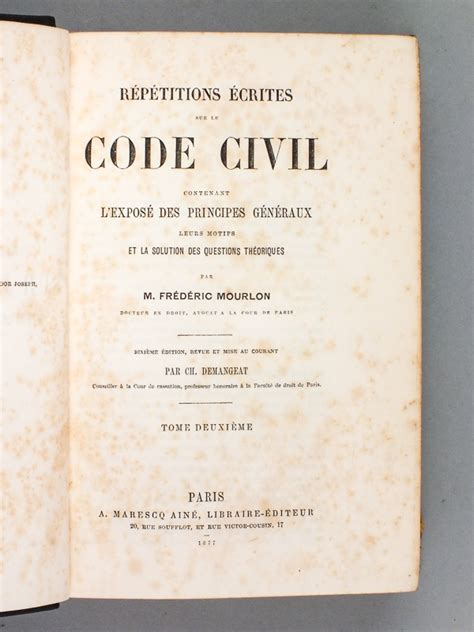 RÉPÉTITIONS ÉCRITES
SUR LE
CODE CIVIL
CONTENANT
L'EXPOSÉ DES PRINCIPES GÉNÉRAUX
LEURS MOTIFS
ET LA SOLUTION DES QUESTIONS THÉORIQUES
PAR
M. FRÉDÉRIC MOURLON
DOCTEUR EN DROIT, AVOCAT A LA COUR DE PARIS
DIXIÈME ÉDITION, REVUE ET MISE AU COURANT
PAR CH. DEMANGEAT
Conseiller à la Cour de cassation, professeur honoraire à la Faculté de droit de Paris.
TOME DEUXIÈME
PARIS
A. MARESCQ AINÉ, LIBRAIRE-ÉDITEUR
20, RUE SOUFFLOT, ET RUE VICTOR-COUSIN, 17
1877
JOSEPH,